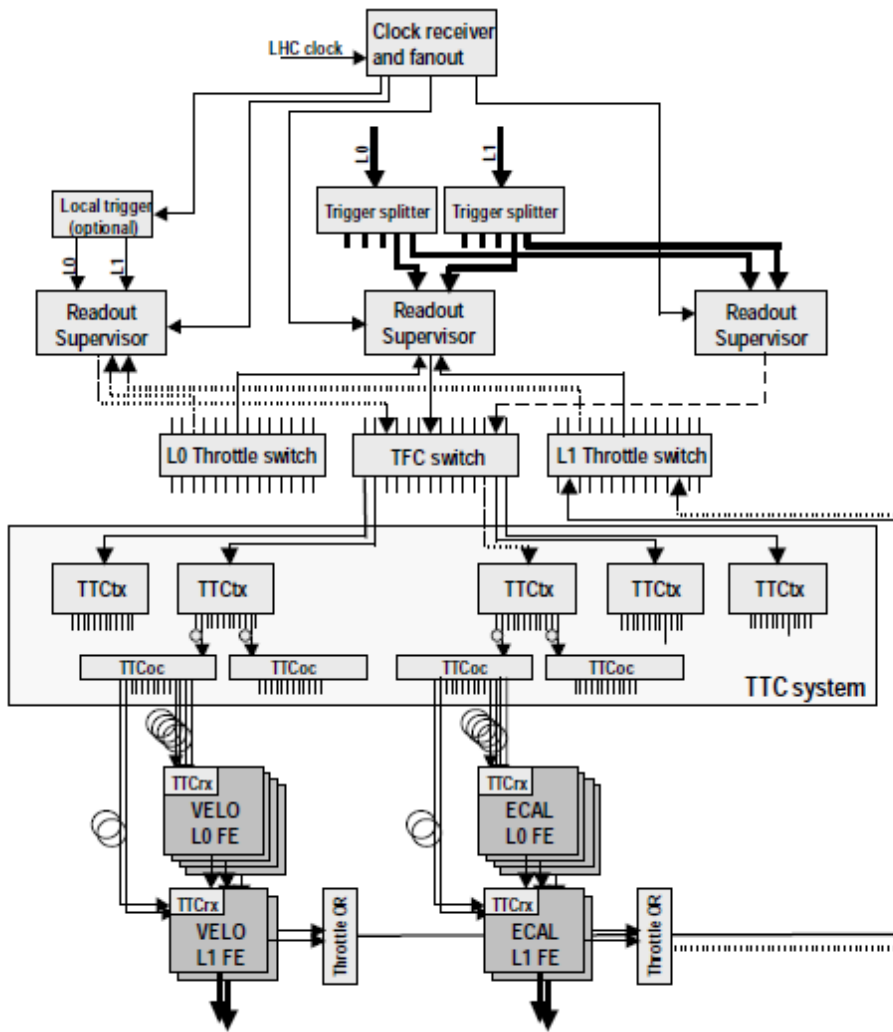 Clock receiver
and fanout
LHC clock
L0
L1
Local trigger
(optional)
Trigger splitter
Trigger splitter
L0
L1
Readout
Supervisor
Readout
Supervisor
Readout
Supervisor
L0 Throttle switch
TFC switch
L1 Throttle switch
TTCtx
TTCtx
TTCtx
TTCtx
TTCtx
TTCoc
TTCoc
TTCoc
TTCoc
TTC system
TTCrx
VELO
L0 FE
TTCrx
ECAL
L0 FE
TTCrx
VELO
L1 FE
Throttle OR
TTCrx
ECAL
L1 FE
Throttle OR